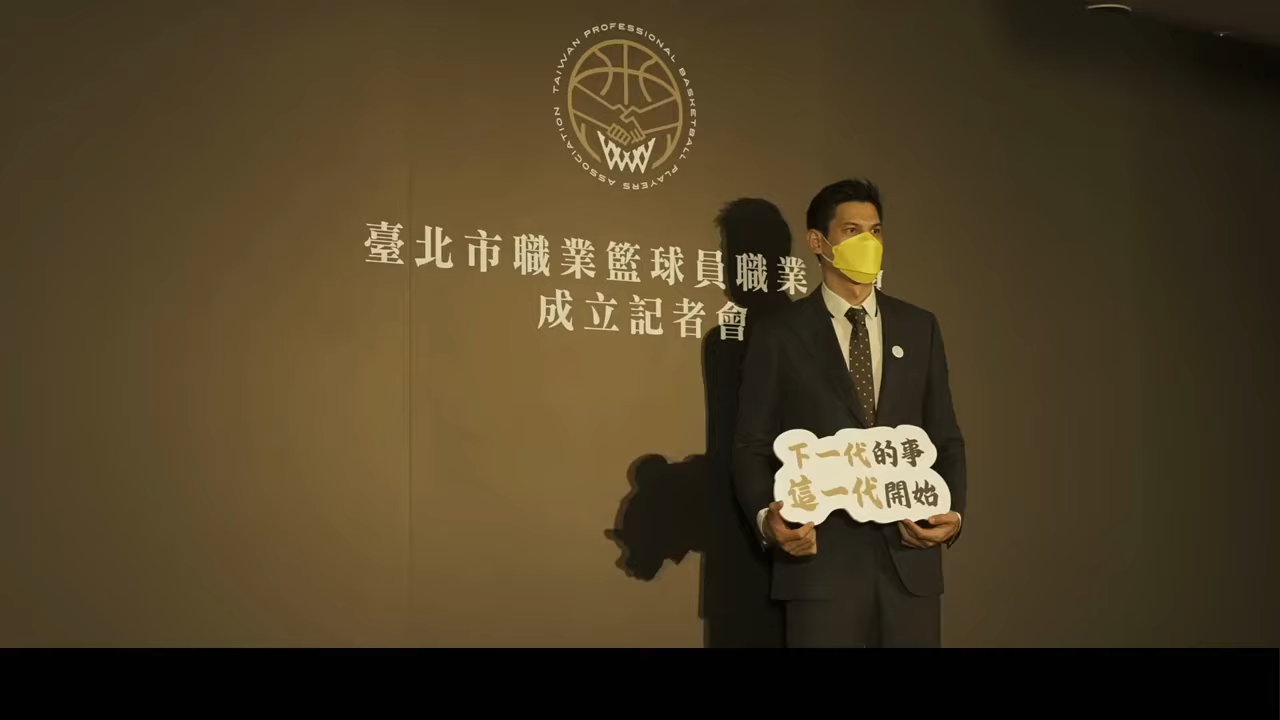 TAIWAN PROFESSIONAL BASKETBALL PLAYERS ASSOCIATION
臺北市職業籃球員職業
成立記者會
下一代的事
這一代開始